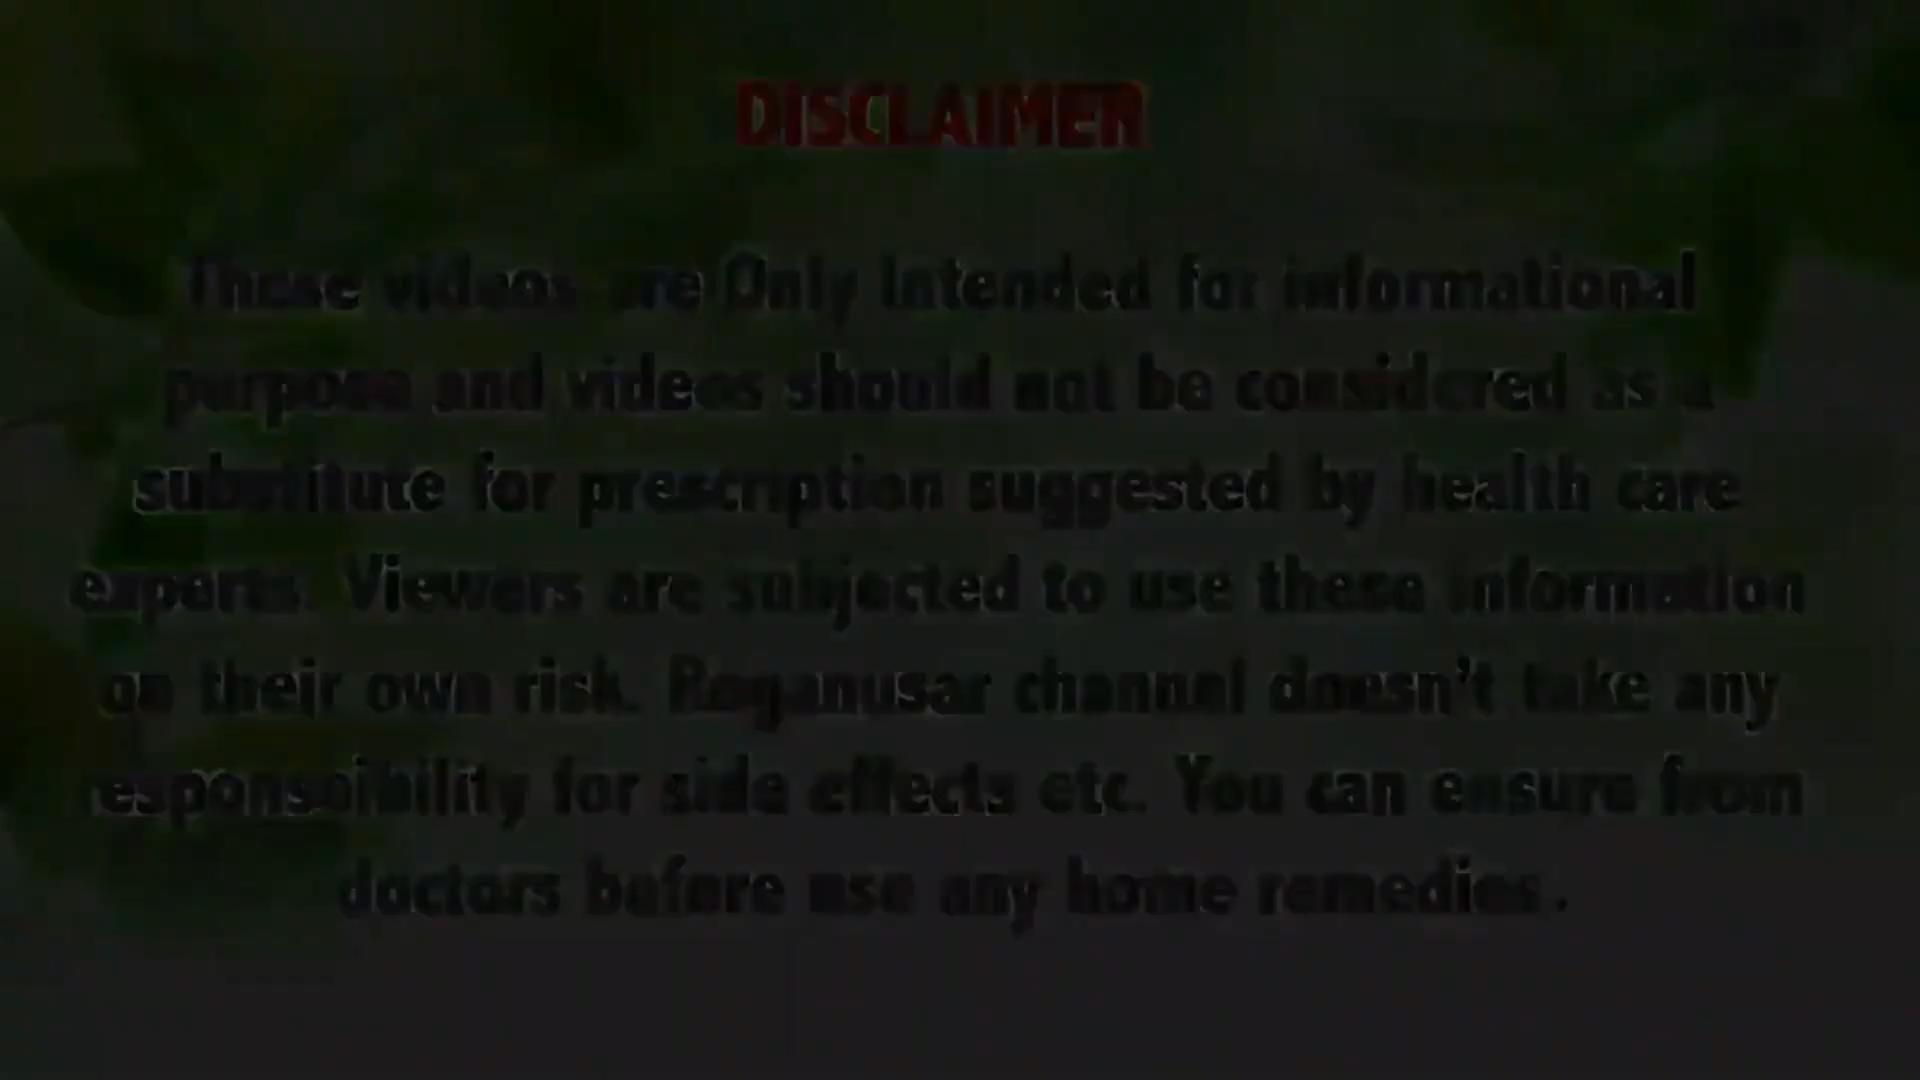 DISCLAIMER
These videos are Only Intended for informational
purpose and videos should not be considered as a
substitute for prescription suggested by health care
experts. Viewers are subjected to use these information
on their own risk. Roganusar channel doesn't take any
responsoibility for side effects etc. You can ensure from
doctors before use any home remedies.